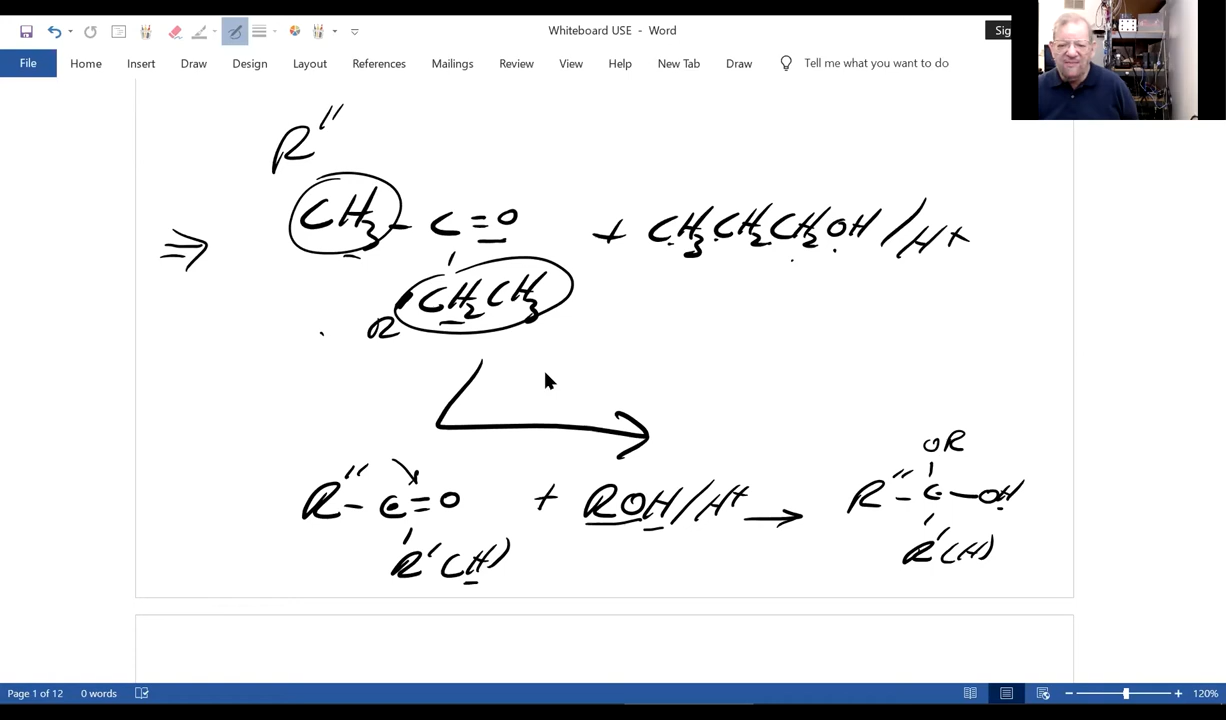 Whiteboard USE - Word
Sig
File Home Insert Draw Design Layout References Mailings Review View Help New Tab Draw Tell me what you want to do
R''
CH3 - C = O + CH3CH2CH2OH / H+
CH2CH3
R
OR
R'' - C = O + ROH / H+ → R'' - C - OH
R'(H) R'(H)
Page 1 of 12 0 words 120%